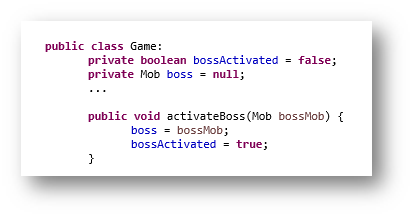 public class Game:
private boolean bossActivated = false;
private Mob boss = null;
...
public void activateBoss(Mob bossMob) {
boss = bossMob;
bossActivated = true;
}